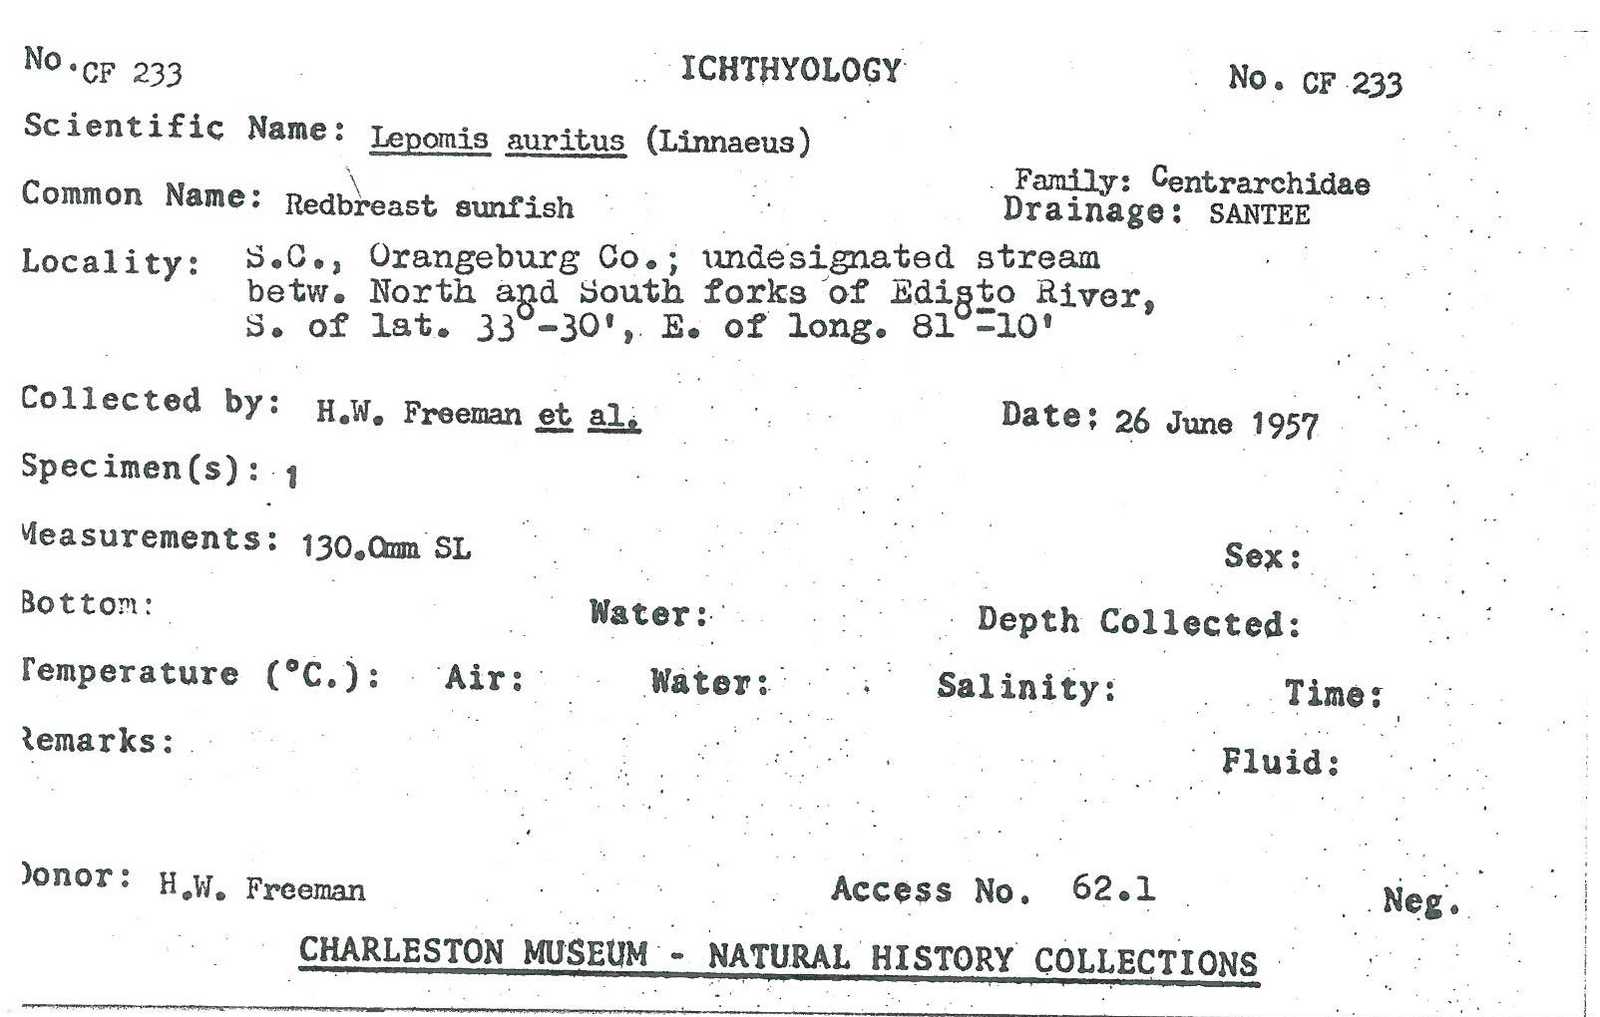 No. CF 233 ICHTHYOLOGY No. CF 233
Scientific Name: Lepomis auritus (Linnaeus)
Family: Centrarchidae
Common Name: Redbreast sunfish Drainage: SANTEE
Locality: S.C., Orangeburg Co.; undesignated stream
betw. North and South forks of Edisto River,
S. of lat. 33°-30', E. of long. 81°-10'
Collected by: H.W. Freeman et al. Date: 26 June 1957
Specimen(s): 1
Measurements: 130.0mm SL Sex:
Bottom: Water: Depth Collected:
Temperature (°C.): Air: Water: Salinity: Time:
Remarks: Fluid:
Donor: H.W. Freeman Access No. 62.1 Neg.
CHARLESTON MUSEUM - NATURAL HISTORY COLLECTIONS